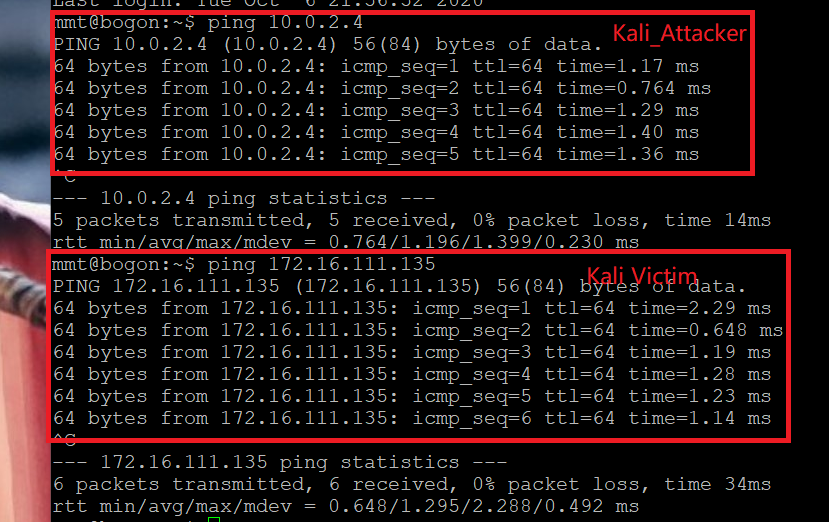 Last login: Tue Oct 6 21:56:52 2020
mmt@bogon:~$ ping 10.0.2.4
Kali_Attacker
PING 10.0.2.4 (10.0.2.4) 56(84) bytes of data.
64 bytes from 10.0.2.4: icmp_seq=1 ttl=64 time=1.17 ms
64 bytes from 10.0.2.4: icmp_seq=2 ttl=64 time=0.764 ms
64 bytes from 10.0.2.4: icmp_seq=3 ttl=64 time=1.29 ms
64 bytes from 10.0.2.4: icmp_seq=4 ttl=64 time=1.40 ms
64 bytes from 10.0.2.4: icmp_seq=5 ttl=64 time=1.36 ms
^C
--- 10.0.2.4 ping statistics ---
5 packets transmitted, 5 received, 0% packet loss, time 14ms
rtt min/avg/max/mdev = 0.764/1.196/1.399/0.230 ms
mmt@bogon:~$ ping 172.16.111.135
Kali Victim
PING 172.16.111.135 (172.16.111.135) 56(84) bytes of data.
64 bytes from 172.16.111.135: icmp_seq=1 ttl=64 time=2.29 ms
64 bytes from 172.16.111.135: icmp_seq=2 ttl=64 time=0.648 ms
64 bytes from 172.16.111.135: icmp_seq=3 ttl=64 time=1.19 ms
64 bytes from 172.16.111.135: icmp_seq=4 ttl=64 time=1.28 ms
64 bytes from 172.16.111.135: icmp_seq=5 ttl=64 time=1.23 ms
64 bytes from 172.16.111.135: icmp_seq=6 ttl=64 time=1.14 ms
^C
--- 172.16.111.135 ping statistics ---
6 packets transmitted, 6 received, 0% packet loss, time 34ms
rtt min/avg/max/mdev = 0.648/1.295/2.288/0.492 ms